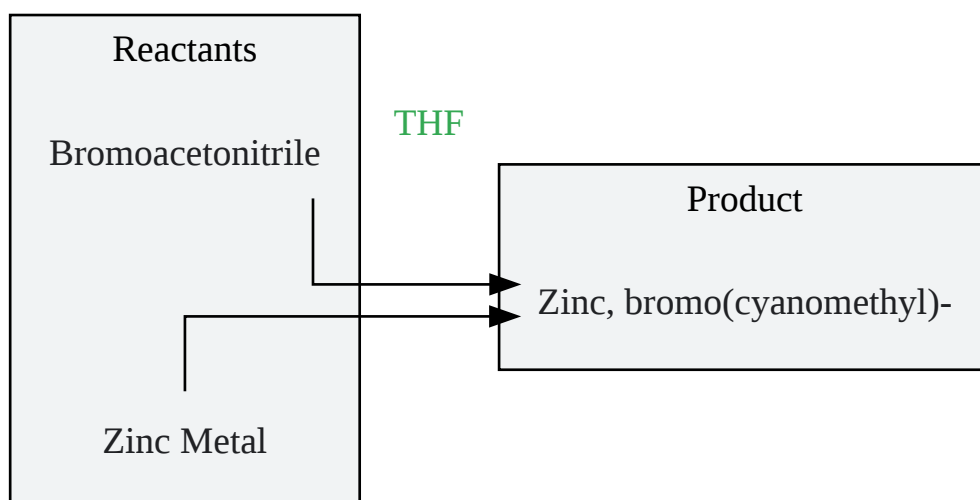 Reactants
Bromoacetonitrile
THF
Product
Zinc, bromo(cyanomethyl)-
Zinc Metal